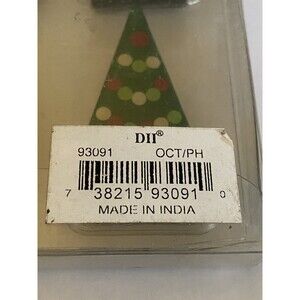 DII®
93091 OCT/PH
7 38215 93091 0
MADE IN INDIA